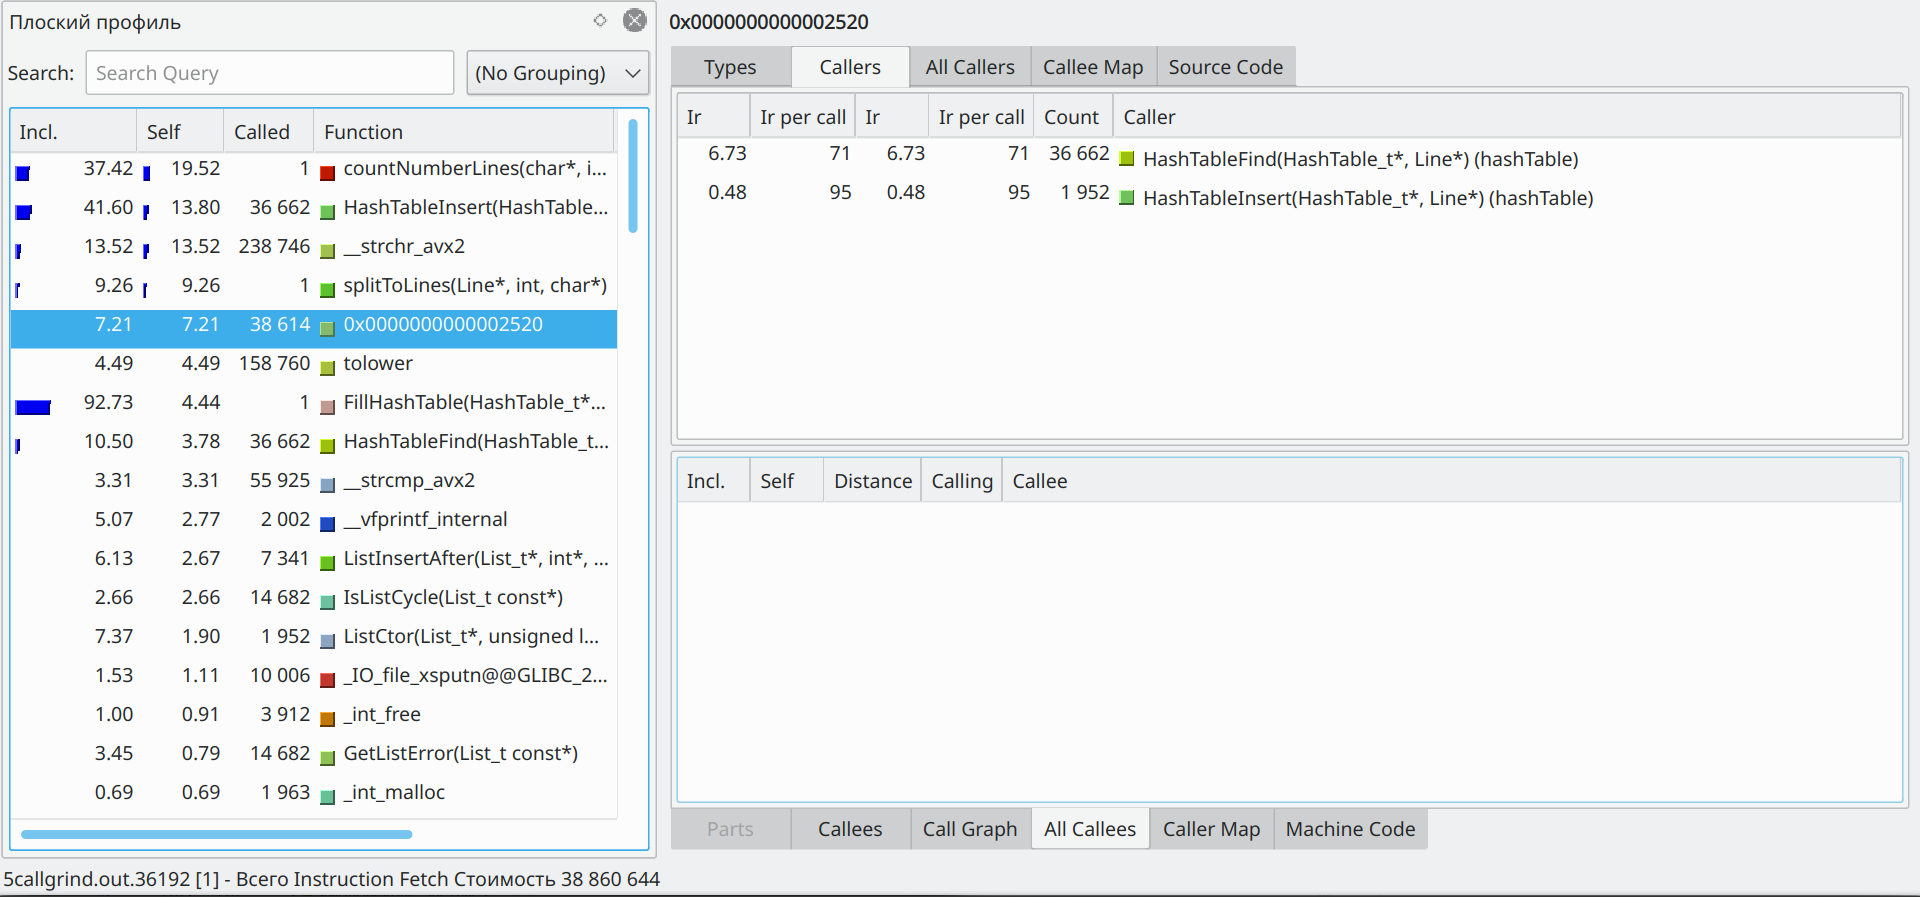 Плоский профиль
Search: Search Query (No Grouping)
Incl. Self Called Function
37.42 19.52 1 countNumberLines(char*, i...
41.60 13.80 36 662 HashTableInsert(HashTable...
13.52 13.52 238 746 __strchr_avx2
9.26 9.26 1 splitToLines(Line*, int, char*)
7.21 7.21 38 614 0x0000000000002520
4.49 4.49 158 760 tolower
92.73 4.44 1 FillHashTable(HashTable_t*...
10.50 3.78 36 662 HashTableFind(HashTable_t...
3.31 3.31 55 925 __strcmp_avx2
5.07 2.77 2 002 __vfprintf_internal
6.13 2.67 7 341 ListInsertAfter(List_t*, int*, ...
2.66 2.66 14 682 IsListCycle(List_t const*)
7.37 1.90 1 952 ListCtor(List_t*, unsigned l...
1.53 1.11 10 006 _IO_file_xsputn@@GLIBC_2...
1.00 0.91 3 912 _int_free
3.45 0.79 14 682 GetListError(List_t const*)
0.69 0.69 1 963 _int_malloc
0x0000000000002520
Types Callers All Callers Callee Map Source Code
Ir Ir per call Ir Ir per call Count Caller
6.73 71 6.73 71 36 662 HashTableFind(HashTable_t*, Line*) (hashTable)
0.48 95 0.48 95 1 952 HashTableInsert(HashTable_t*, Line*) (hashTable)
Incl. Self Distance Calling Callee
Parts Callees Call Graph All Callees Caller Map Machine Code
5callgrind.out.36192 [1] - Всего Instruction Fetch Стоимость 38 860 644